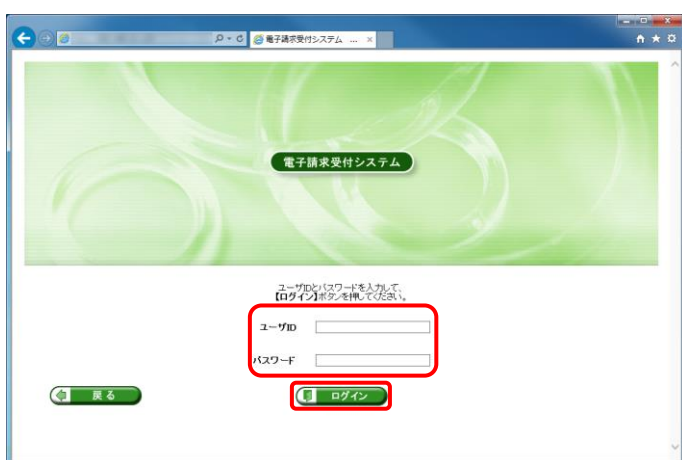 電子請求受付システム ...
電子請求受付システム
ユーザIDとパスワードを入力して、
【ログイン】ボタンを押してください。
ユーザID
パスワード
戻る
ログイン